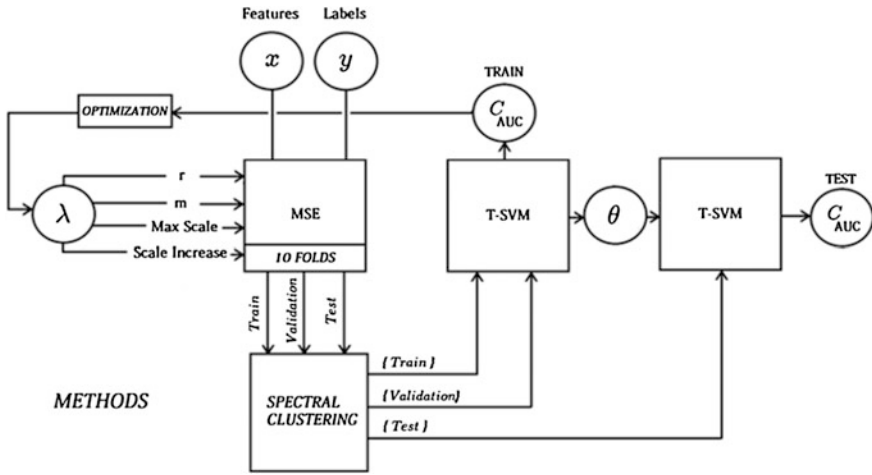 Features Labels
x y
TRAIN
OPTIMIZATION
C AUC
r
m
Max Scale
Scale Increase
λ
MSE
10 FOLDS
T-SVM
θ
T-SVM
TEST
C AUC
Train
Validation
Test
{Train}
{Validation}
{Test}
SPECTRAL
CLUSTERING
METHODS